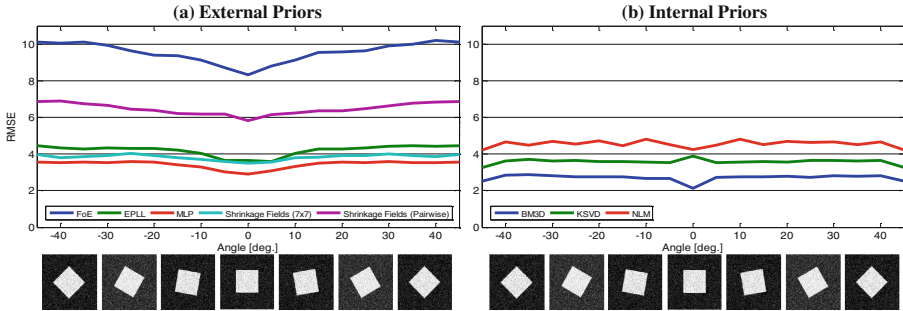 (a) External Priors
(b) Internal Priors
10
8
6
4
2
0
RMSE
FoE EPLL MLP Shrinkage Fields (7x7) Shrinkage Fields (Pairwise)
-40 -30 -20 -10 0 10 20 30 40
Angle [deg.]
10
8
6
4
2
0
BM3D KSVD NLM
-40 -30 -20 -10 0 10 20 30 40
Angle [deg.]